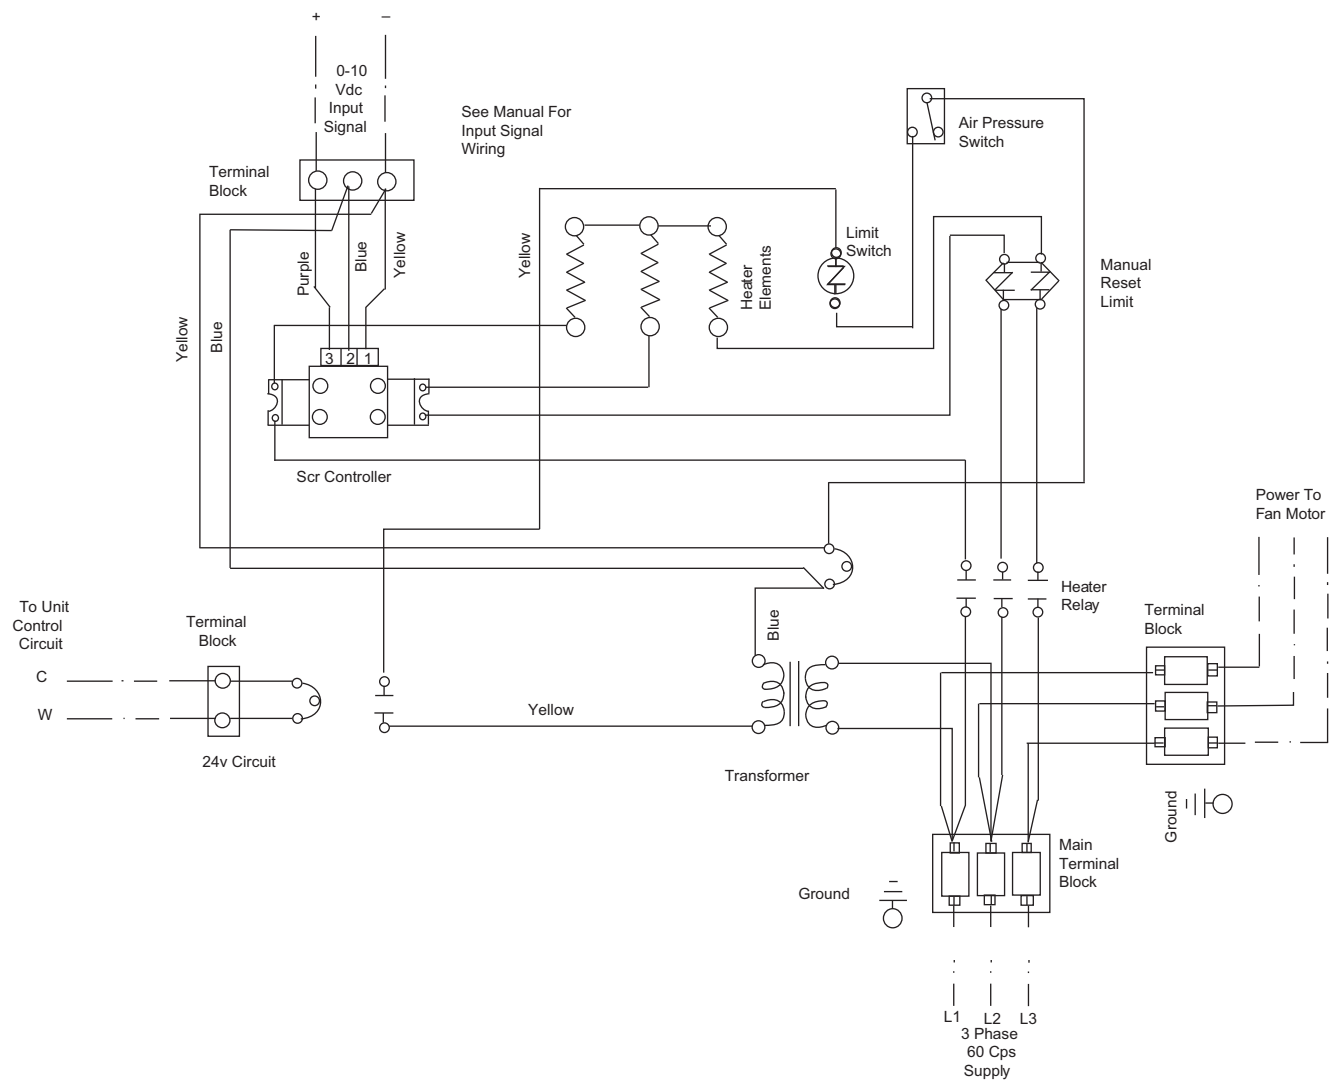 + –
0-10
Vdc
Input
Signal
See Manual For
Input Signal
Wiring
Air Pressure
Switch
Terminal
Block
Purple
Blue
Yellow
Yellow
Heater
Elements
Limit
Switch
Manual
Reset
Limit
Yellow
Blue
3 2 1
Scr Controller
Power To
Fan Motor
Heater
Relay
To Unit
Control
Circuit
Terminal
Block
Blue
Terminal
Block
C
W
Yellow
24v Circuit
Transformer
Ground
Main
Terminal
Block
Ground
L1 L2 L3
3 Phase
60 Cps
Supply